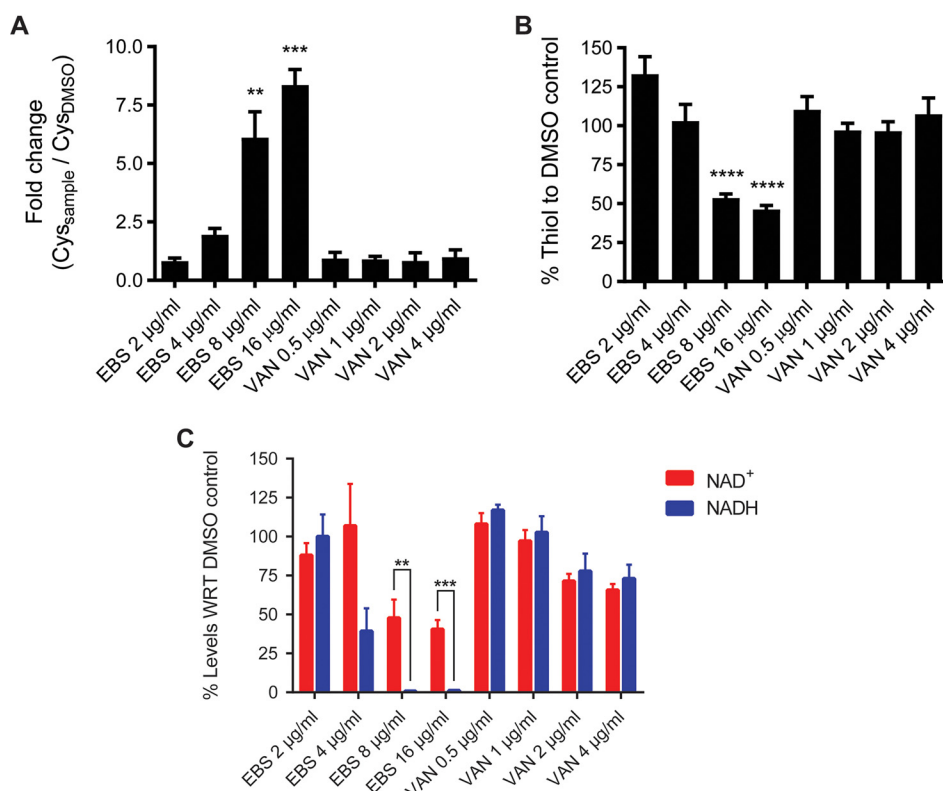 A
Fold change
(Cyssample / CysDMSO)
10.0
7.5
5.0
2.5
0.0
**
***
EBS 2 µg/ml
EBS 4 µg/ml
EBS 8 µg/ml
EBS 16 µg/ml
VAN 0.5 µg/ml
VAN 1 µg/ml
VAN 2 µg/ml
VAN 4 µg/ml
B
% Thiol to DMSO control
150
125
100
75
50
25
0
****
****
EBS 2 µg/ml
EBS 4 µg/ml
EBS 8 µg/ml
EBS 16 µg/ml
VAN 0.5 µg/ml
VAN 1 µg/ml
VAN 2 µg/ml
VAN 4 µg/ml
C
% Levels WRT DMSO control
150
125
100
75
50
25
0
**
***
NAD+
NADH
EBS 2 µg/ml
EBS 4 µg/ml
EBS 8 µg/ml
EBS 16 µg/ml
VAN 0.5 µg/ml
VAN 1 µg/ml
VAN 2 µg/ml
VAN 4 µg/ml